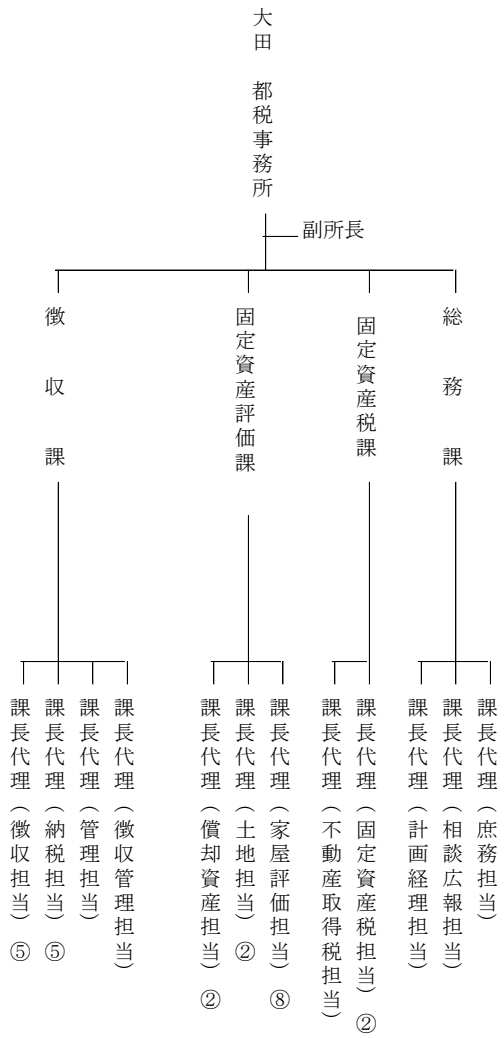 大田 都税事務所
副所長
総務課
固定資産税課
固定資産評価課
徴収課
課長代理（庶務担当）
課長代理（相談広報担当）
課長代理（計画経理担当）
課長代理（固定資産税担当）②
課長代理（不動産取得税担当）
課長代理（家屋評価担当）⑧
課長代理（土地担当）②
課長代理（償却資産担当）②
課長代理（徴収管理担当）
課長代理（管理担当）
課長代理（納税担当）⑤
課長代理（徴収担当）⑤